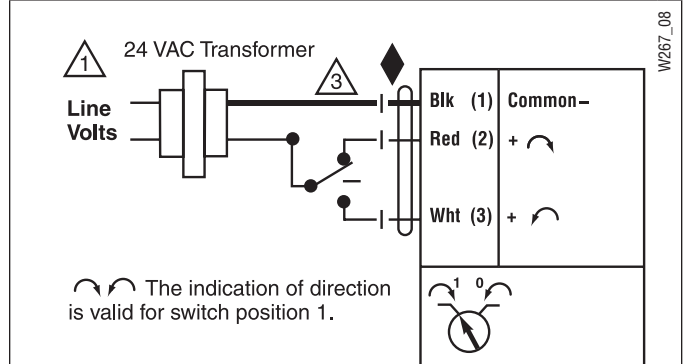 W267_08
1 24 VAC Transformer
3
Line
Volts
Blk (1) Common –
Red (2) +
Wht (3) +
The indication of direction
is valid for switch position 1.
1 0